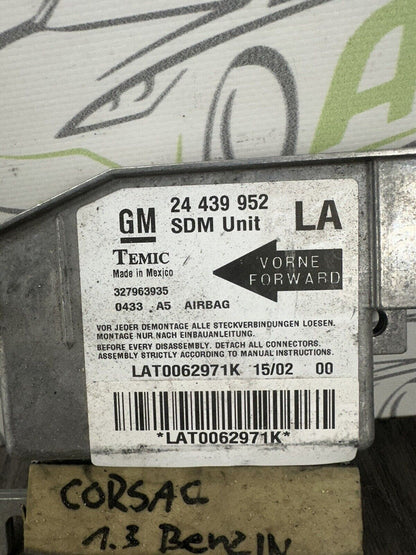 GM 24 439 952 LA
SDM Unit
TEMIC
Made in Mexico
VORNE
FORWARD
327963935
0433 A5 AIRBAG
VOR JEDER DEMONTAGE ALLE STECKVERBINDUNGEN LOESEN.
MONTAGE NUR NACH EINBAUANLEITUNG.
BEFORE EVERY DISASSEMBLY. DETACH ALL CONNECTORS.
ASSEMBLY STRICTLY ACCORDING TO MANUAL INSTRUCTIONS.
LAT0062971K 15/02 00
*LAT0062971K*
CORSA C
1.3 BenZIN